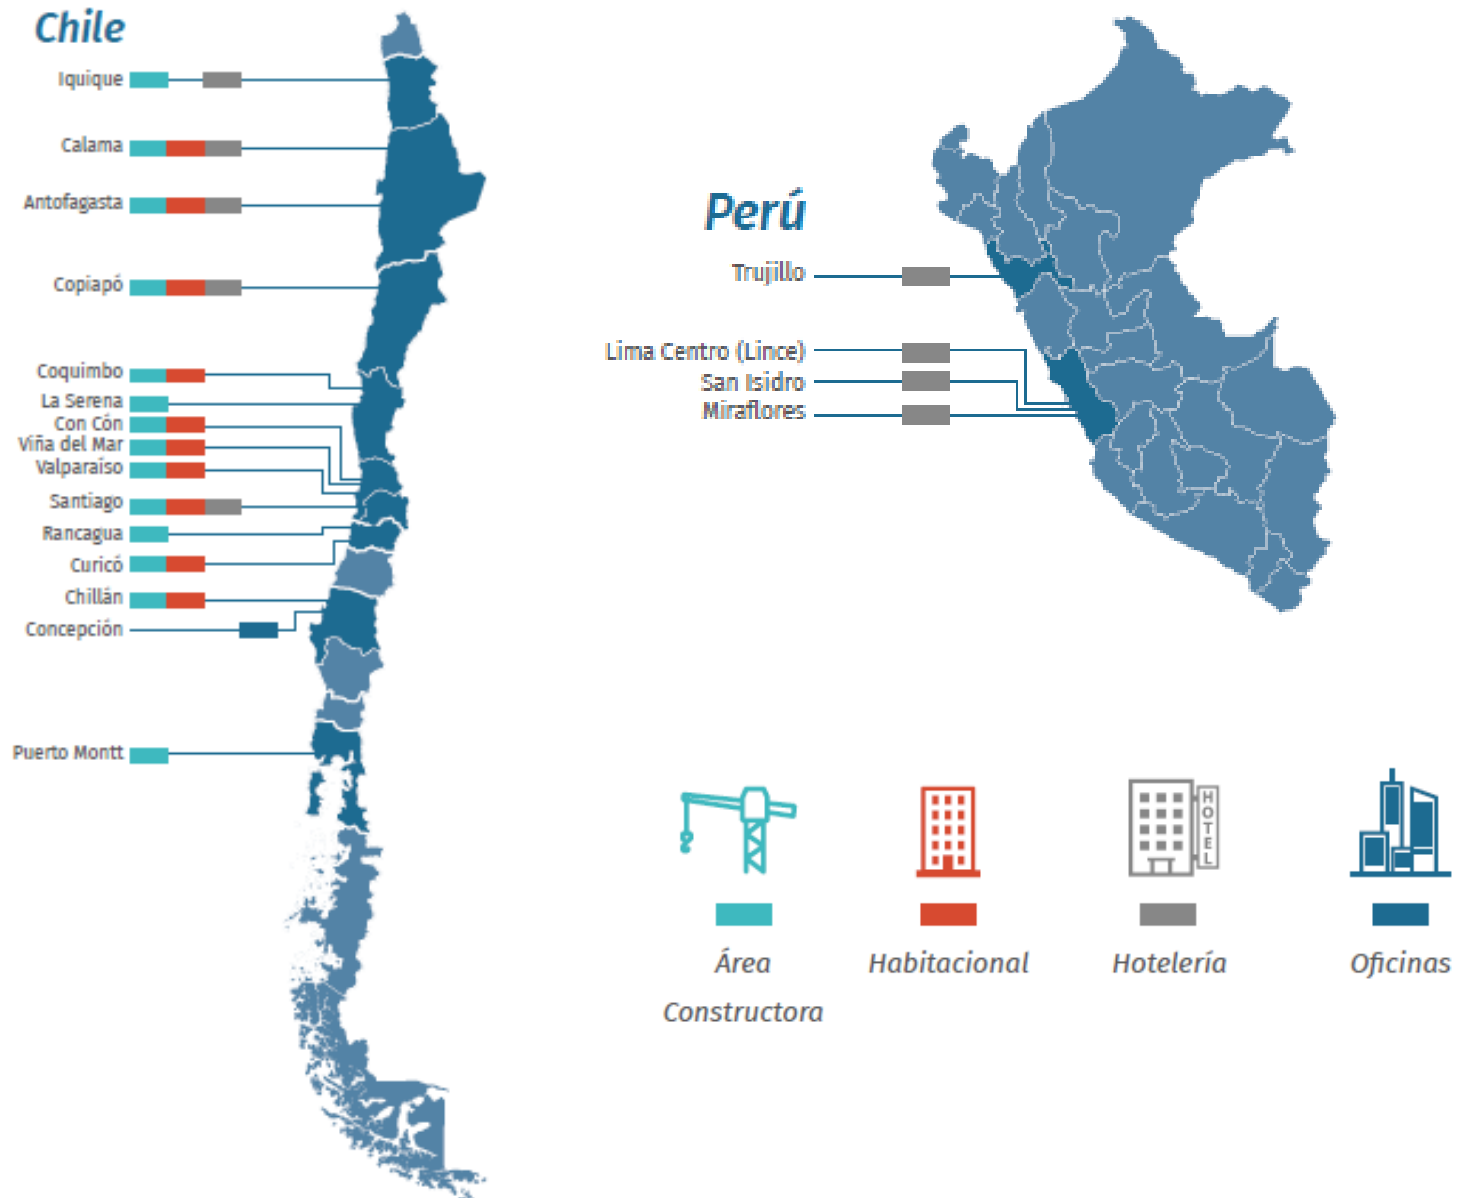 Chile
Iquique
Calama
Antofagasta
Copiapó
Coquimbo
La Serena
Con Cón
Viña del Mar
Valparaíso
Santiago
Rancagua
Curicó
Chillán
Concepción
Puerto Montt
Perú
Trujillo
Lima Centro (Lince)
San Isidro
Miraflores
HOTEL
Área
Constructora
Habitacional
Hotelería
Oficinas